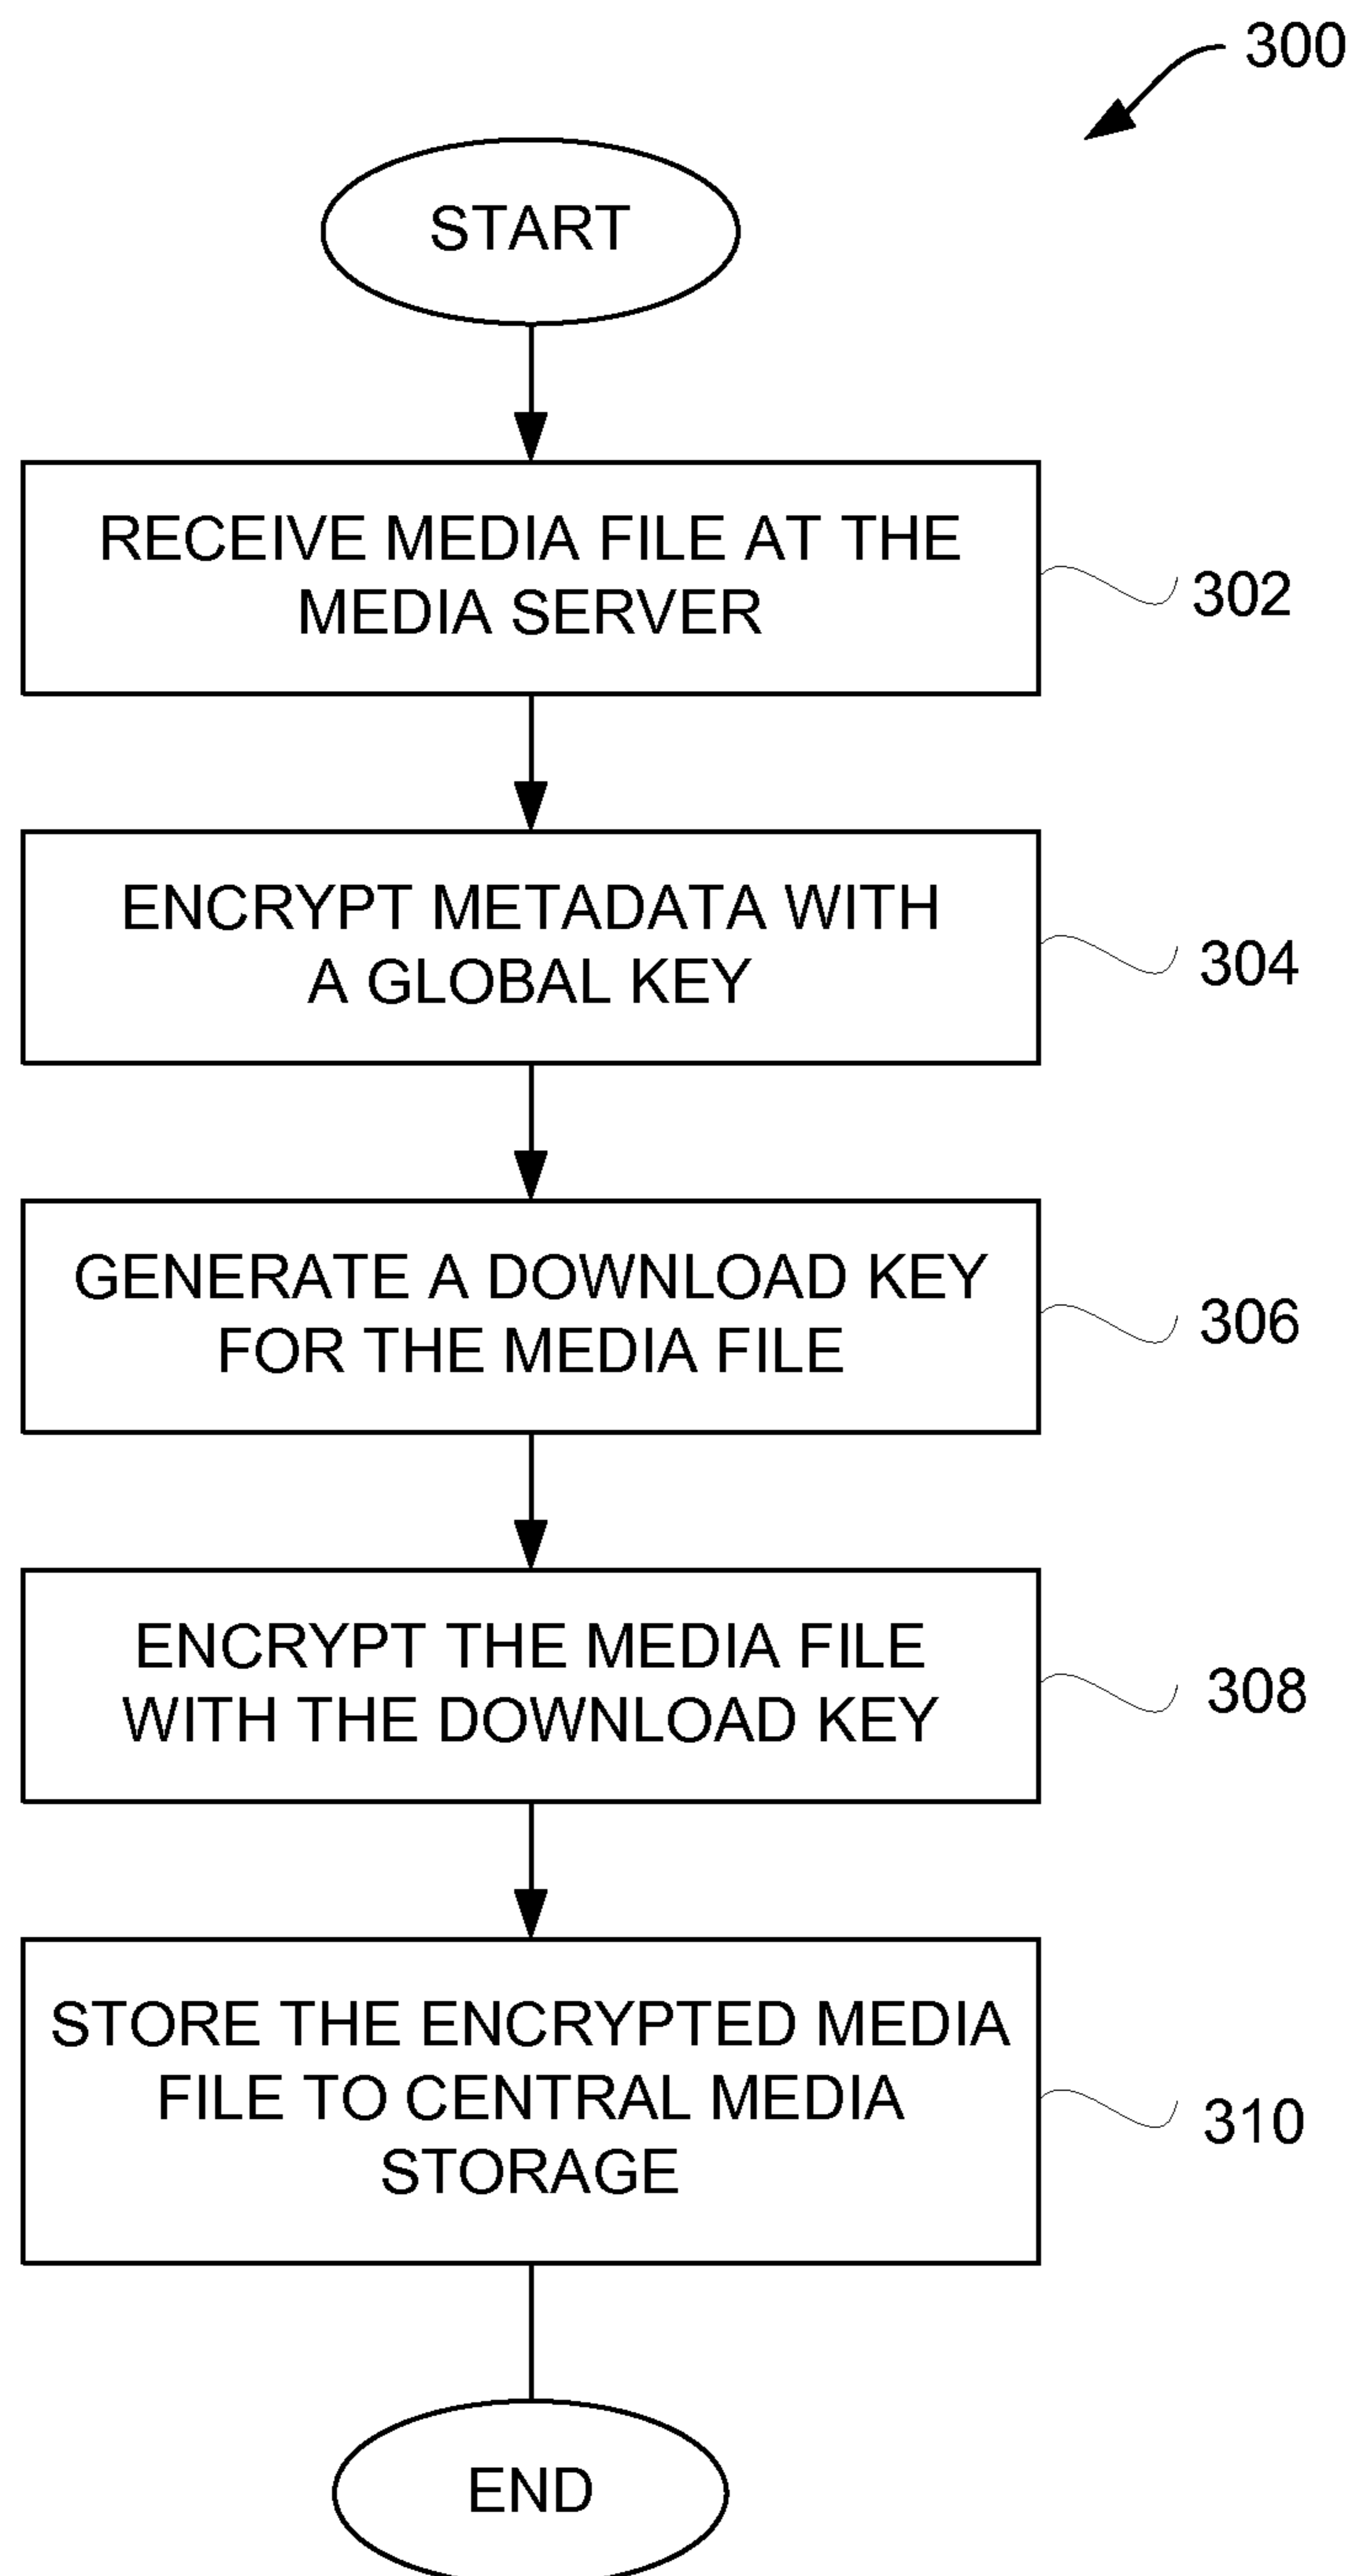 300
START
RECEIVE MEDIA FILE AT THE
MEDIA SERVER
302
ENCRYPT METADATA WITH
A GLOBAL KEY
304
GENERATE A DOWNLOAD KEY
FOR THE MEDIA FILE
306
ENCRYPT THE MEDIA FILE
WITH THE DOWNLOAD KEY
308
STORE THE ENCRYPTED MEDIA
FILE TO CENTRAL MEDIA
STORAGE
310
END